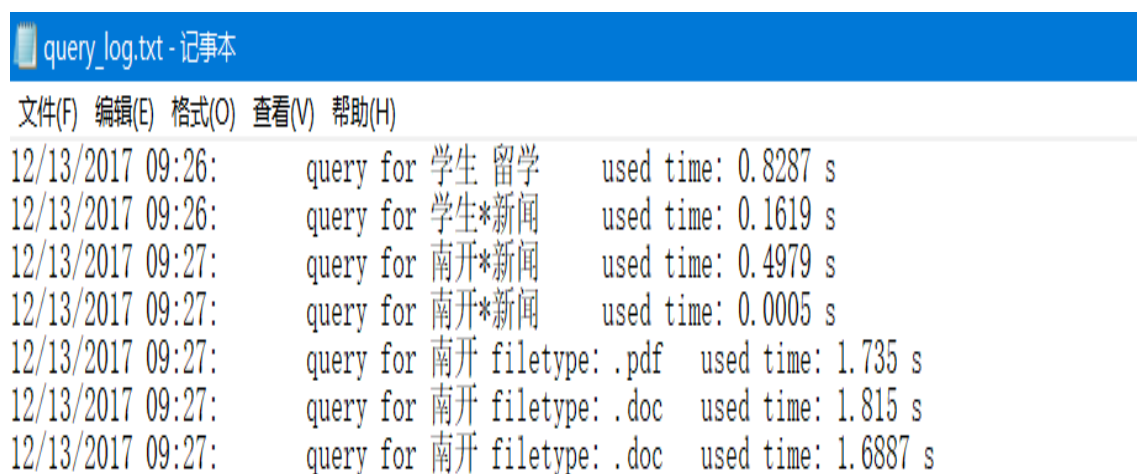 query_log.txt - 记事本
文件(F) 编辑(E) 格式(O) 查看(V) 帮助(H)
12/13/2017 09:26: query for 学生 留学 used time: 0.8287 s
12/13/2017 09:26: query for 学生*新闻 used time: 0.1619 s
12/13/2017 09:27: query for 南开*新闻 used time: 0.4979 s
12/13/2017 09:27: query for 南开*新闻 used time: 0.0005 s
12/13/2017 09:27: query for 南开 filetype: .pdf used time: 1.735 s
12/13/2017 09:27: query for 南开 filetype: .doc used time: 1.815 s
12/13/2017 09:27: query for 南开 filetype: .doc used time: 1.6887 s